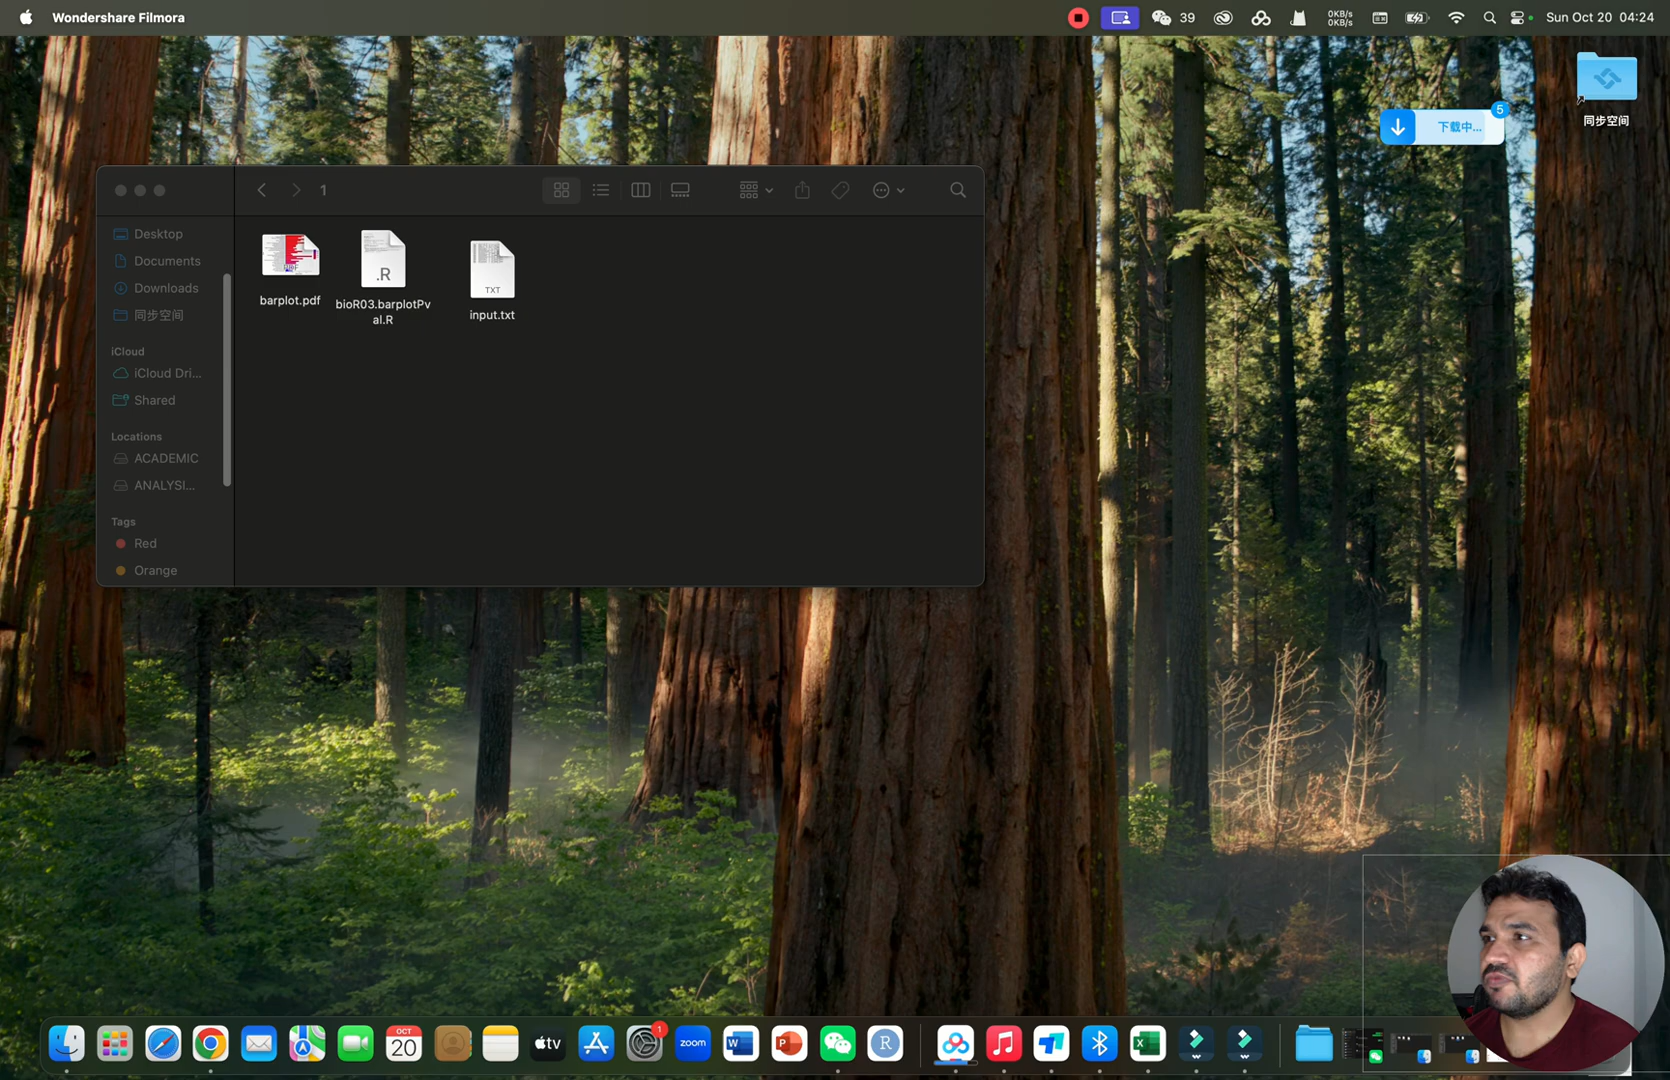 Wondershare Filmora
39
0KB/s
0KB/s
Sun Oct 20 04:24
同步空间
5
下载中...
1
Desktop
Documents
Downloads
同步空间
iCloud
iCloud Dri...
Shared
Locations
ACADEMIC
ANALYSI...
Tags
Red
Orange
barplot.pdf
.R
bioR03.barplotPv
al.R
TXT
input.txt
OCT
20
tv
1
zoom
W
P
R
X